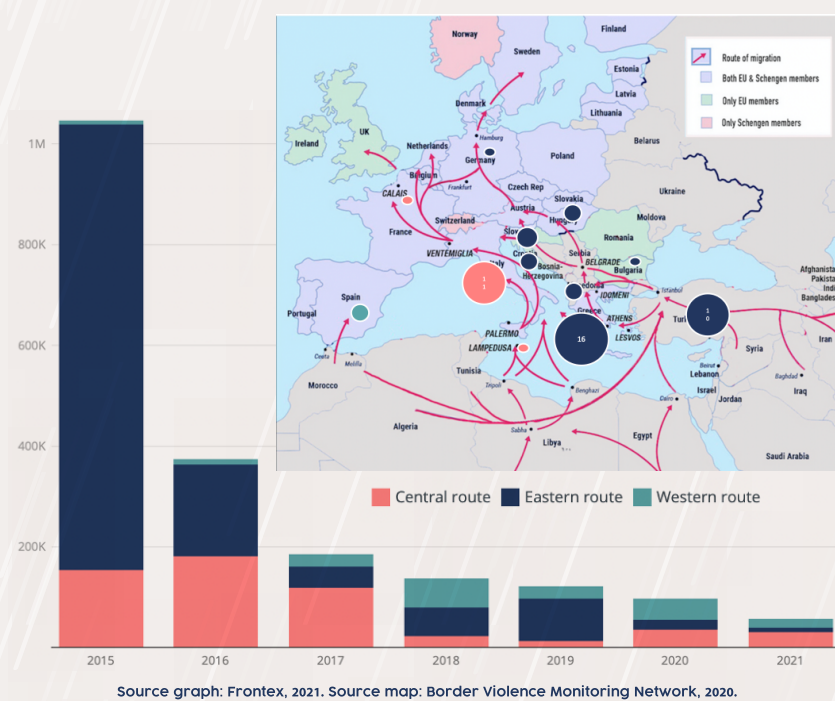 Norway
Finland
Sweden
Estonia
Latvia
Lithuania
Route of migration
Both EU & Schengen members
Only EU members
Only Schengen members
Denmark
Hamburg
Belarus
Ireland
UK
Netherlands
Germany
Poland
Belgium
Frankfurt
Czech Rep
Ukraine
CALAIS
Slovakia
Austria
Moldova
France
Switzerland
Romania
VENTEMIGLIA
Serbia
BELGRADE
Bosnia-
Herzegovina
Bulgaria
Spain
Portugal
IDOMENI
Istanbul
Greece
ATHENS
LESVOS
16
1
1
1
0
PALERMO
LAMPEDUSA
Ceuta
Melilla
Morocco
Tunisia
Tripoli
Benghazi
Algeria
Sabha
Libya
Cairo
Egypt
Syria
Beirut
Lebanon
Israel
Jordan
Baghdad
Iraq
Iran
Saudi Arabia
1M
800K
600K
400K
200K
Central route Eastern route Western route
2015 2016 2017 2018 2019 2020 2021
Source graph: Frontex, 2021. Source map: Border Violence Monitoring Network, 2020.